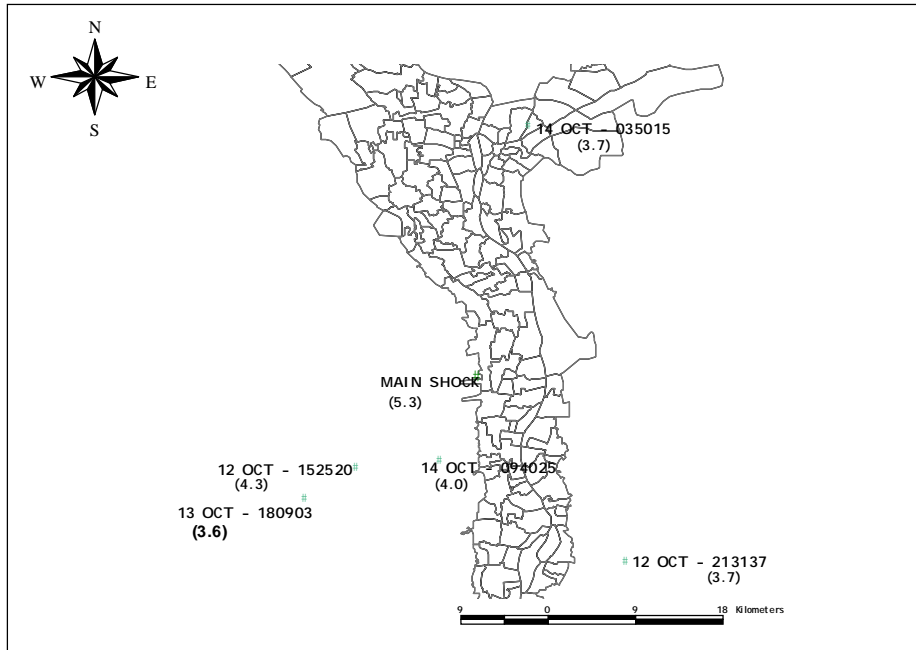 N
W E
S
14 OCT - 035015
(3.7)
MAIN SHOCK
(5.3)
12 OCT - 152520
(4.3)
14 OCT - 094025
(4.0)
13 OCT - 180903
(3.6)
12 OCT - 213137
(3.7)
9 0 9 18 Kilometers